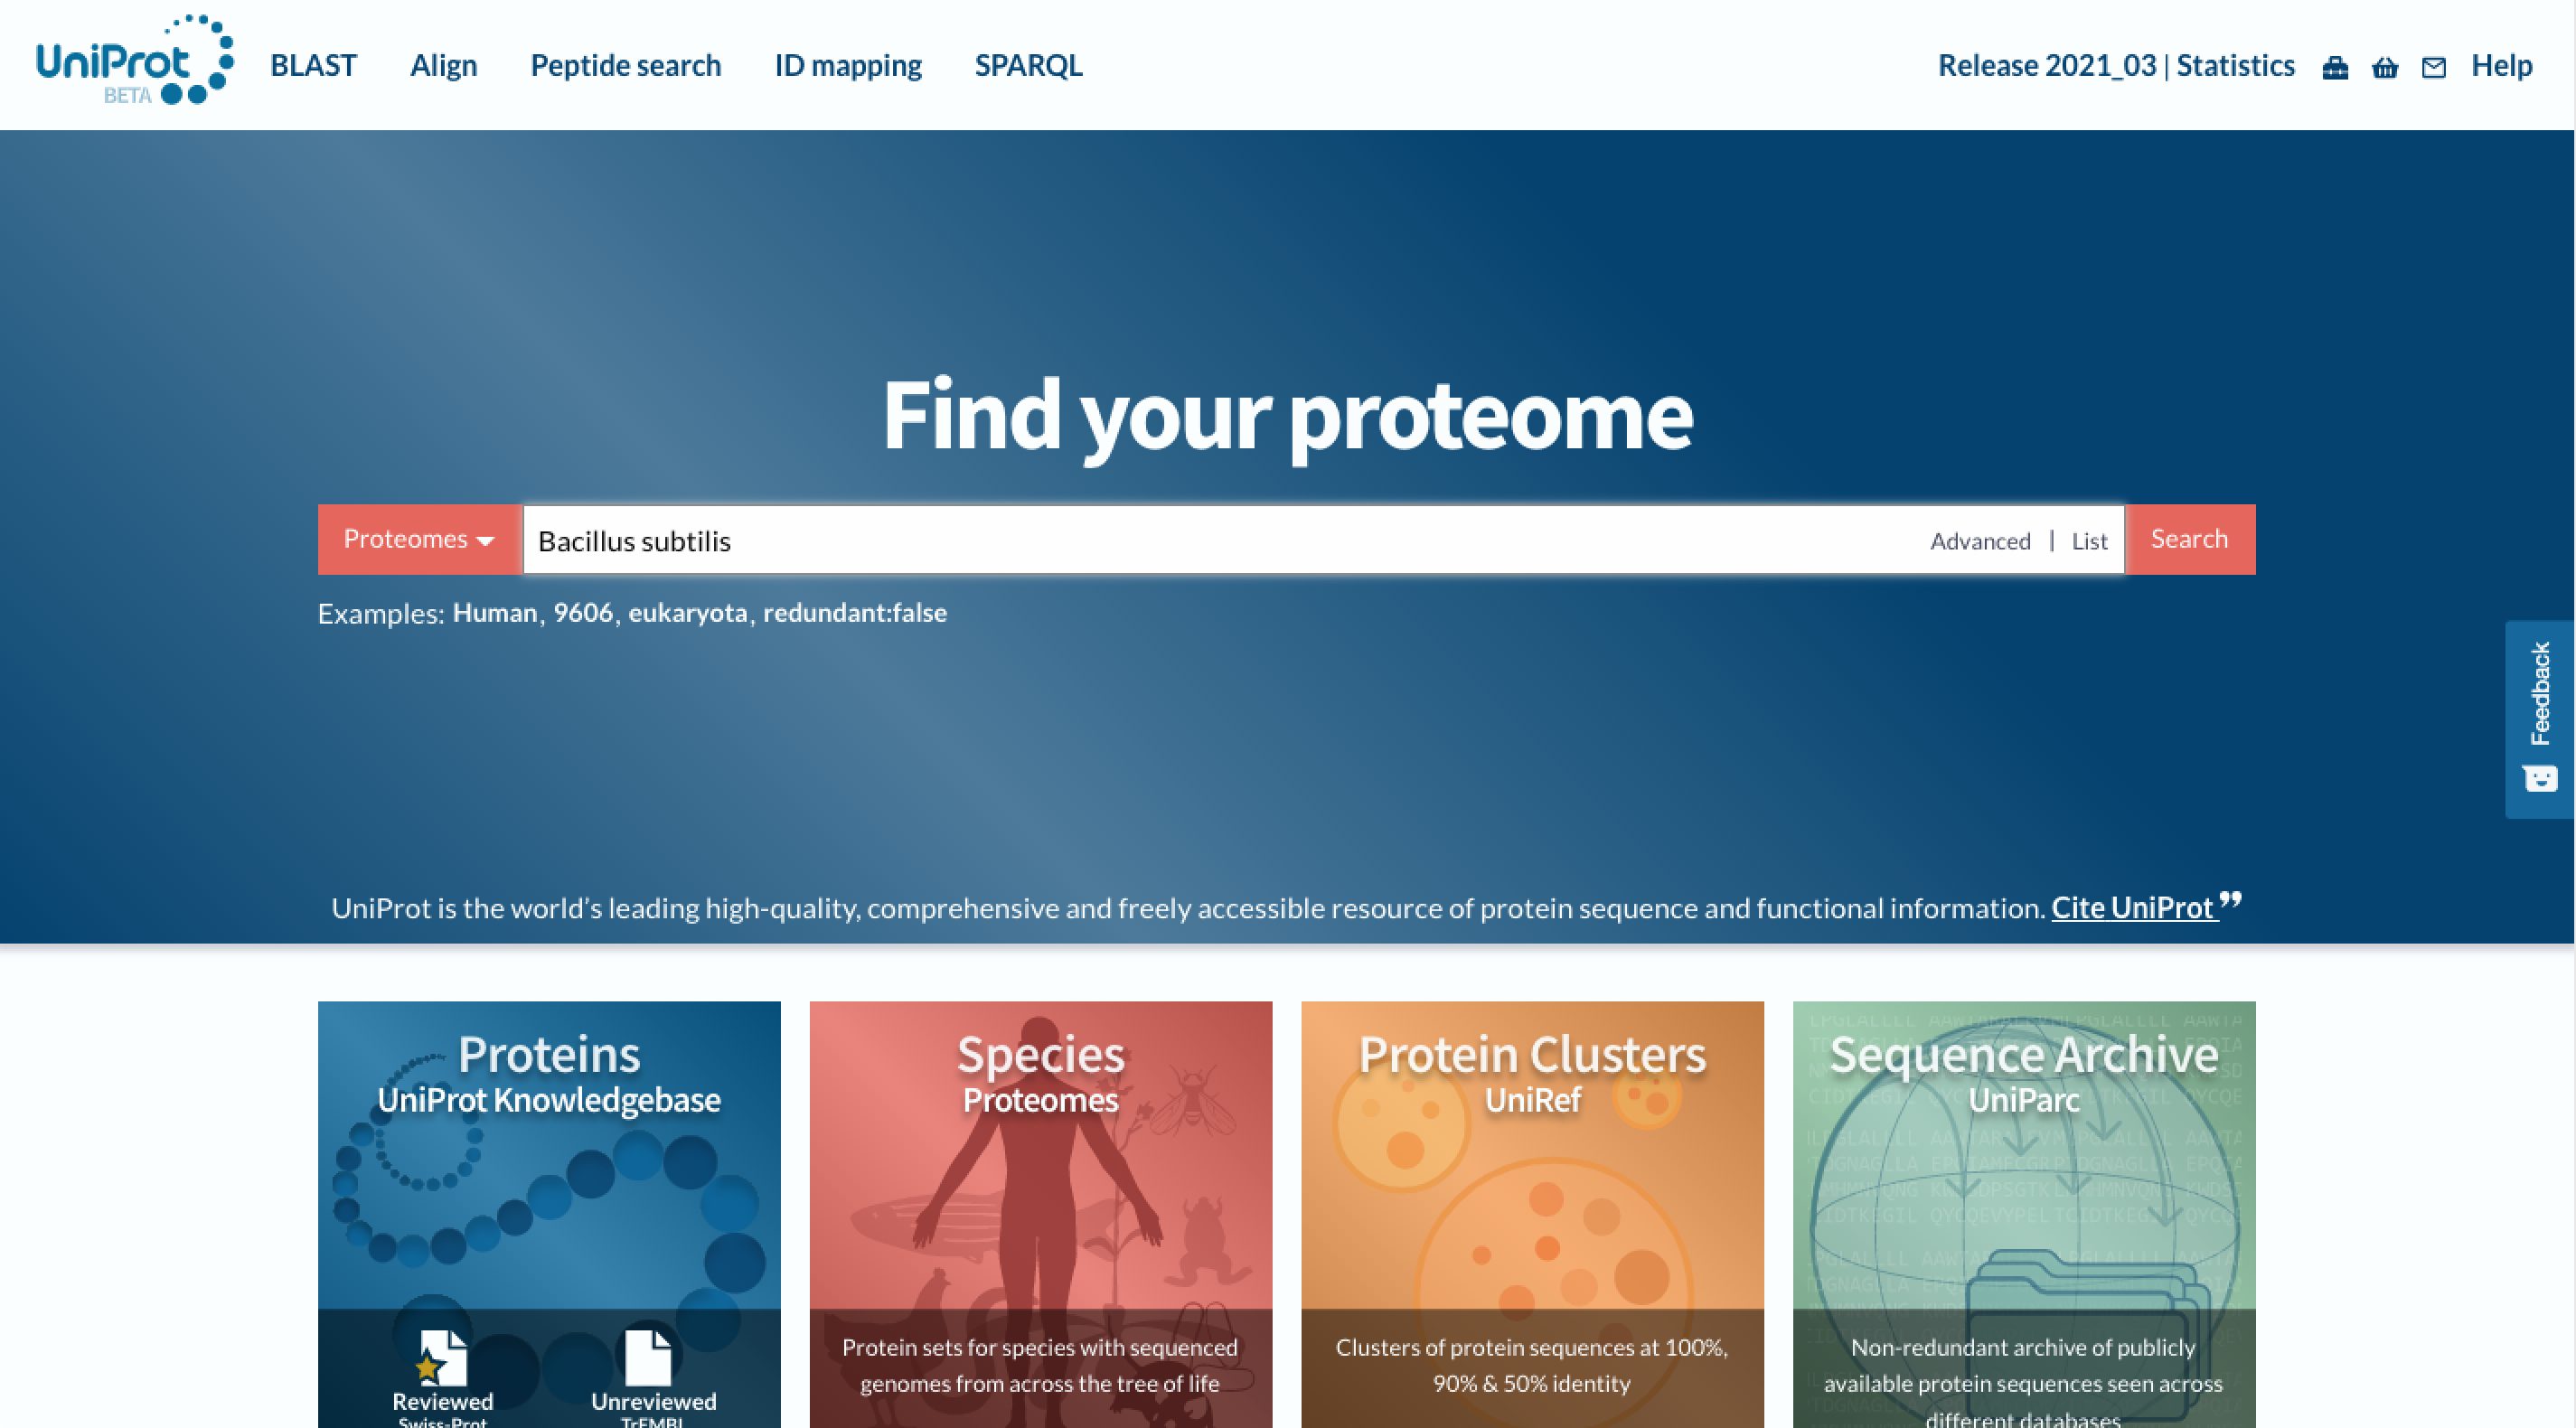 UniProt BETA
BLAST Align Peptide search ID mapping SPARQL Release 2021_03 | Statistics Help
Find your proteome
Proteomes Bacillus subtilis Advanced | List Search
Examples: Human, 9606, eukaryota, redundant:false
Feedback
UniProt is the world's leading high-quality, comprehensive and freely accessible resource of protein sequence and functional information. Cite UniProt ”
Proteins
UniProt Knowledgebase
Reviewed
Swiss-Prot
Unreviewed
TrEMBL
Species
Proteomes
Protein sets for species with sequenced
genomes from across the tree of life
Protein Clusters
UniRef
Clusters of protein sequences at 100%,
90% & 50% identity
Sequence Archive
UniParc
Non-redundant archive of publicly
available protein sequences seen across
different databases